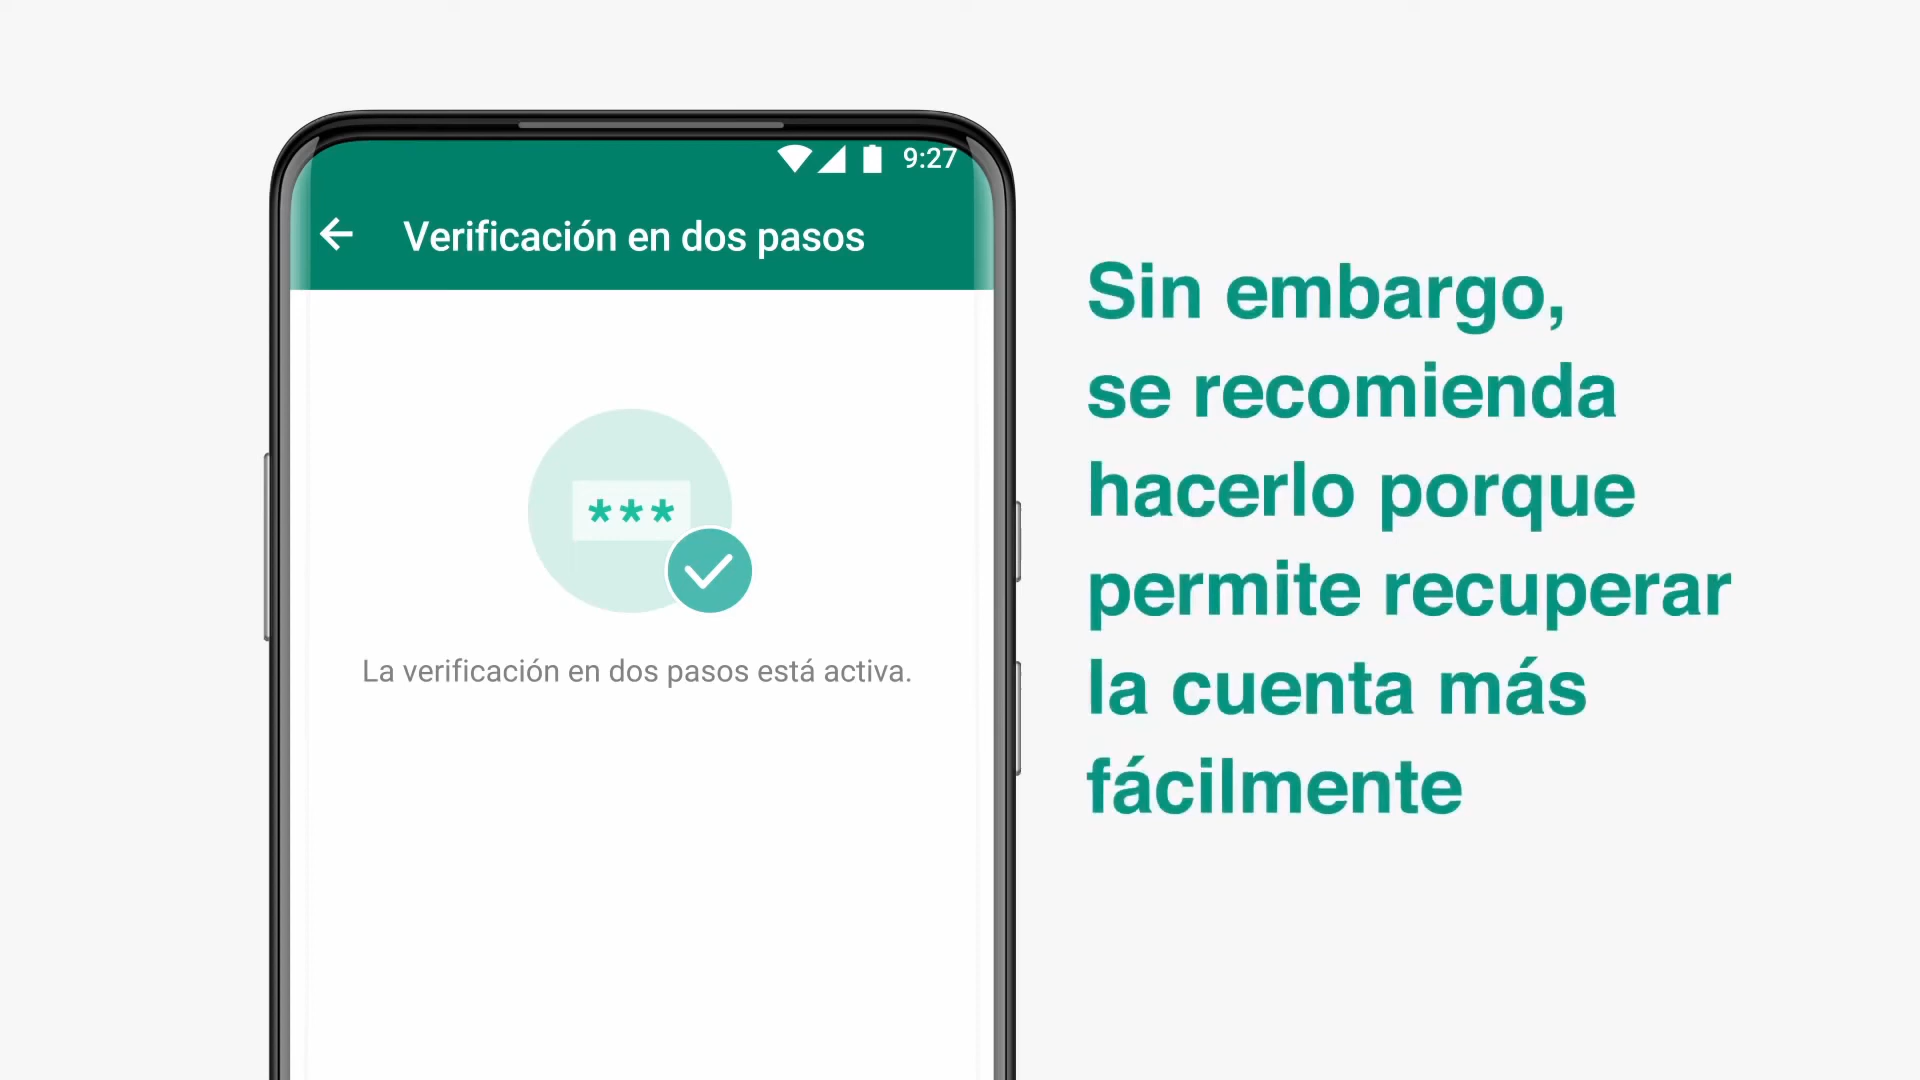 9:27
Verificación en dos pasos
***
La verificación en dos pasos está activa.
Sin embargo,
se recomienda
hacerlo porque
permite recuperar
la cuenta más
fácilmente